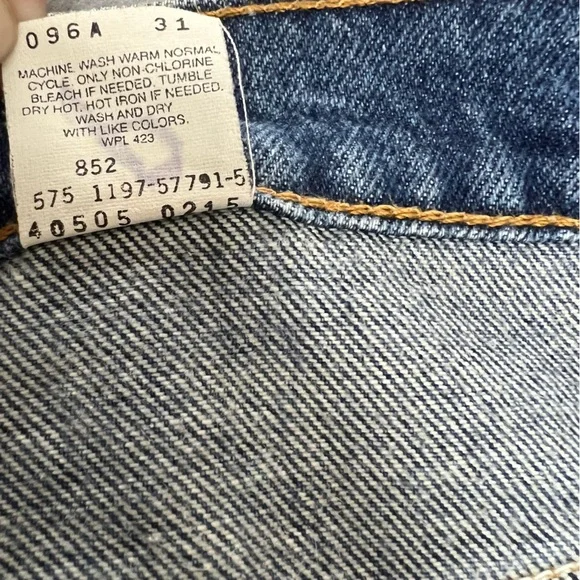 096A 31
MACHINE WASH WARM NORMAL
CYCLE, ONLY NON-CHLORINE
BLEACH IF NEEDED, TUMBLE
DRY HOT, HOT IRON IF NEEDED.
WASH AND DRY
WITH LIKE COLORS.
WPL 423
852
575 1197-57791-5
40505 0215